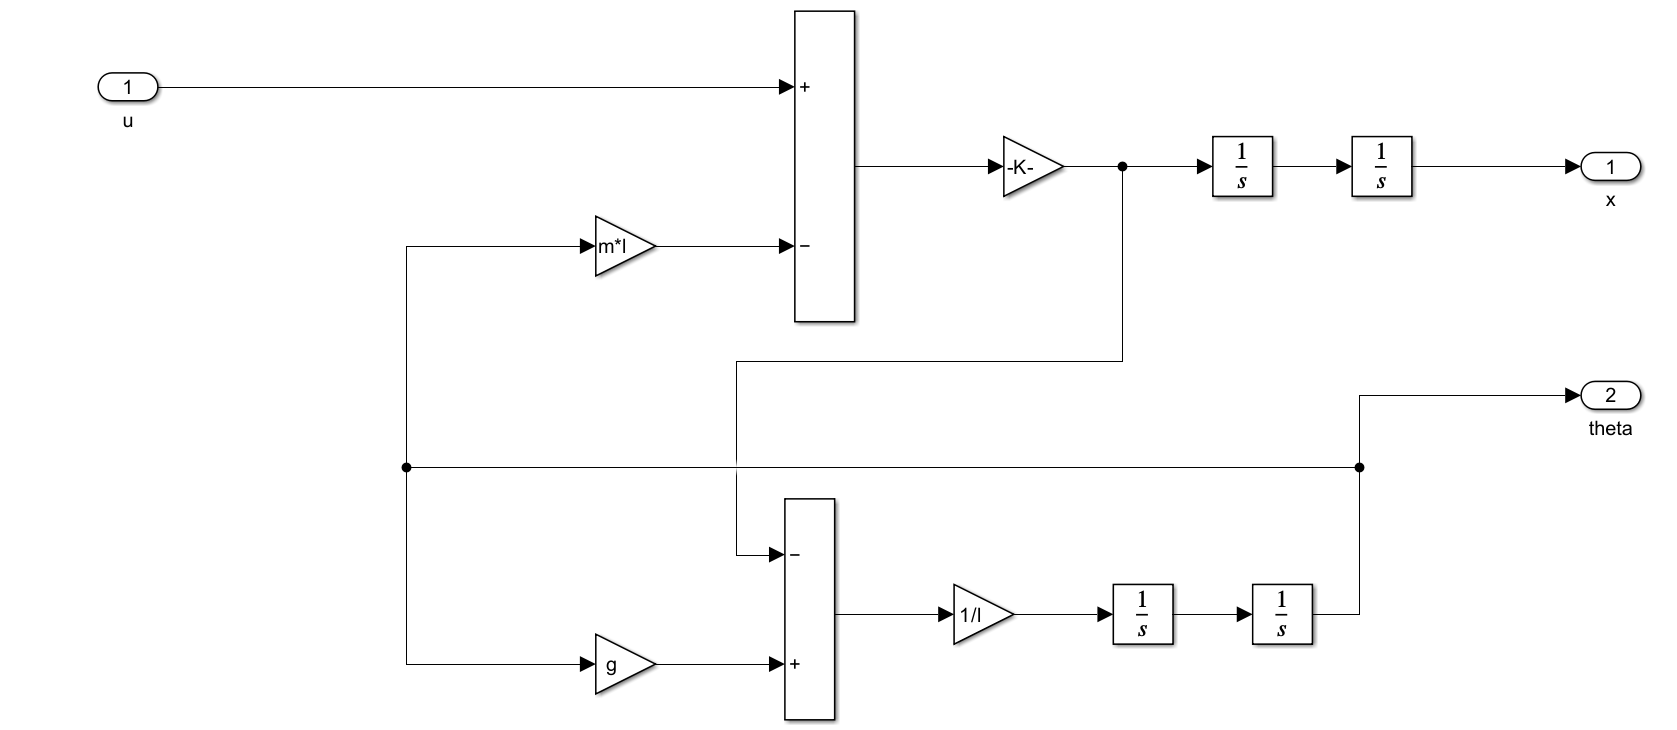 1
u
+
−
m*l
-K-
1
s
1
s
1
x
2
theta
−
+
g
1/l
1
s
1
s